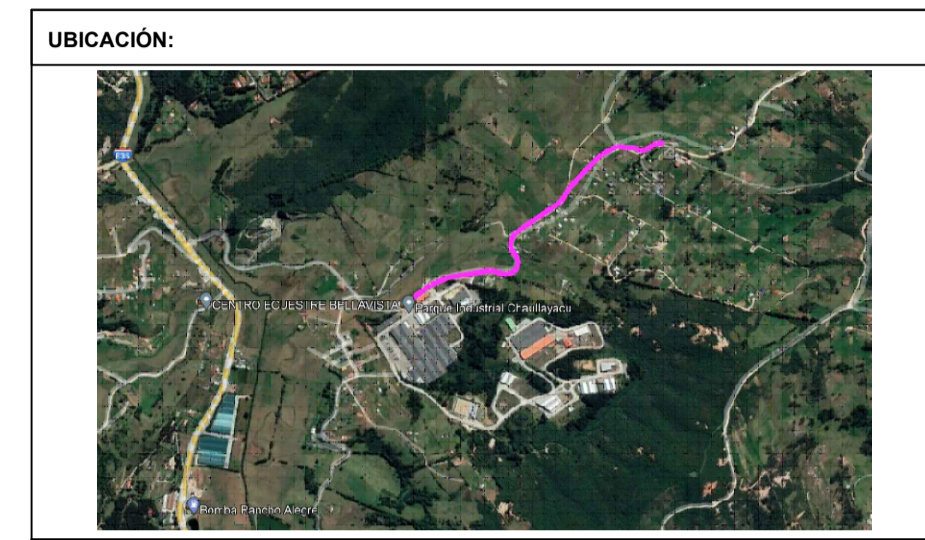 UBICACIÓN:
E35
CENTRO ECUESTRE BELLAVISTA
Parque Industrial Chaullayacu
Bomba Pancho Alegre